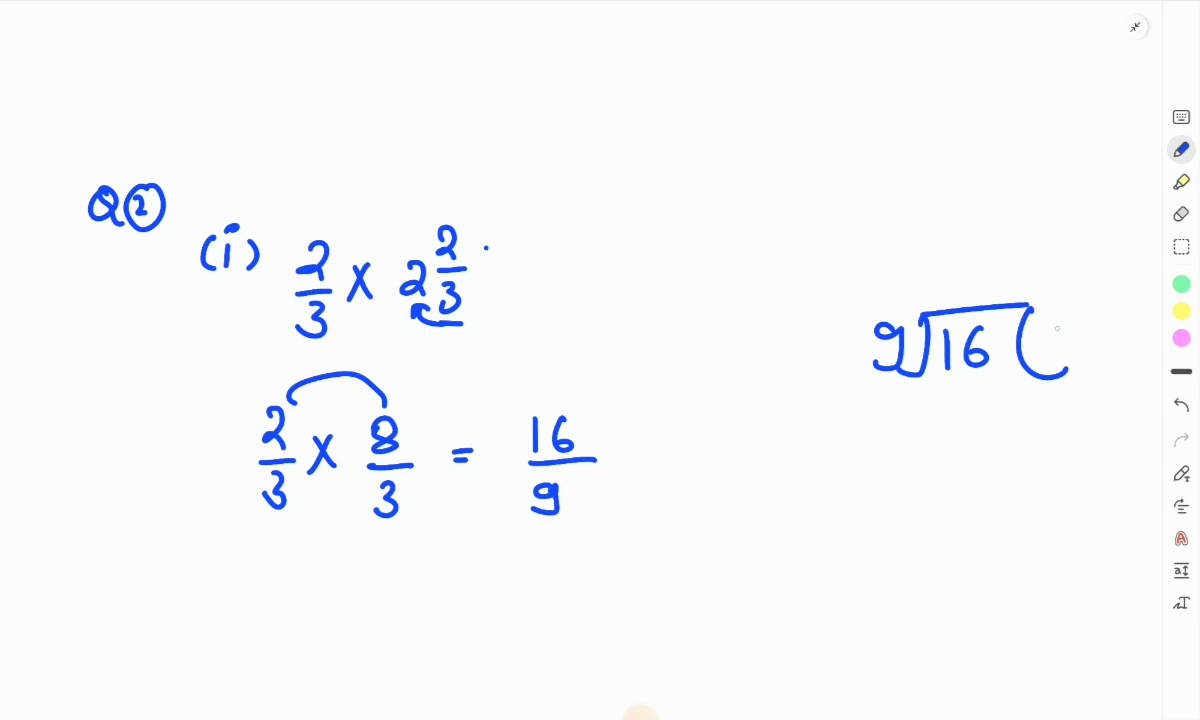 Q②
(i) 2/3 × 2 2/3
2/3 × 8/3 = 16/9
9√16(